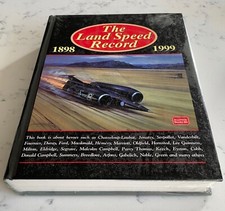 The
Land Speed
Record
1898
1999
This book is about heroes such as Chasseloup-Laubat, Jenatzy, Serpollet, Vanderbilt,
Fournier, Duray, Ford, Macdonald, Hémery, Marriott, Oldfield, Hornsted, Lee Guinness,
Milton, Eldridge, Segrave, Malcolm Campbell, Parry Thomas, Keech, Eyston, Cobb,
Donald Campbell, Summers, Breedlove, Arfons, Gabelich, Noble, Green and many others